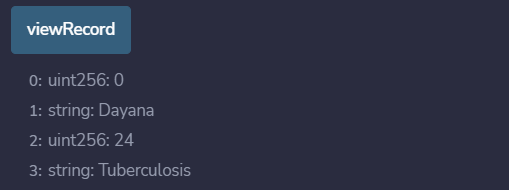 viewRecord
0: uint256: 0
1: string: Dayana
2: uint256: 24
3: string: Tuberculosis